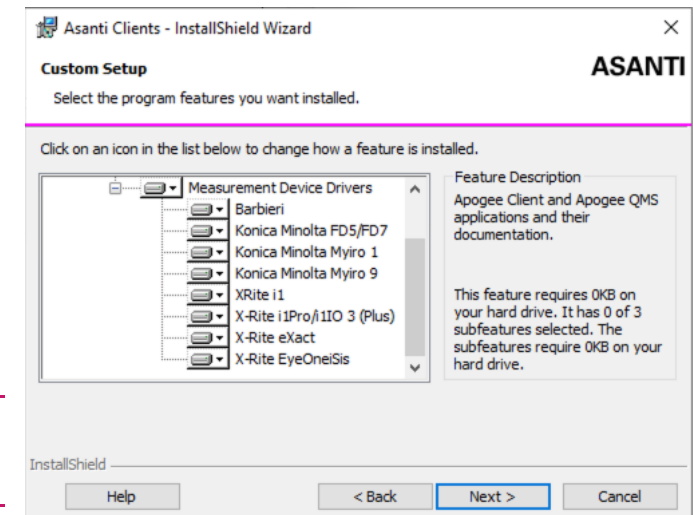 Asanti Clients - InstallShield Wizard
Custom Setup
ASANTI
Select the program features you want installed.
Click on an icon in the list below to change how a feature is installed.
Measurement Device Drivers
Barbieri
Konica Minolta FD5/FD7
Konica Minolta Myiro 1
Konica Minolta Myiro 9
XRite i1
X-Rite i1Pro/i1IO 3 (Plus)
X-Rite eXact
X-Rite EyeOneiSis
Feature Description
Apogee Client and Apogee QMS
applications and their
documentation.
This feature requires 0KB on
your hard drive. It has 0 of 3
subfeatures selected. The
subfeatures require 0KB on your
hard drive.
InstallShield
Help
< Back
Next >
Cancel